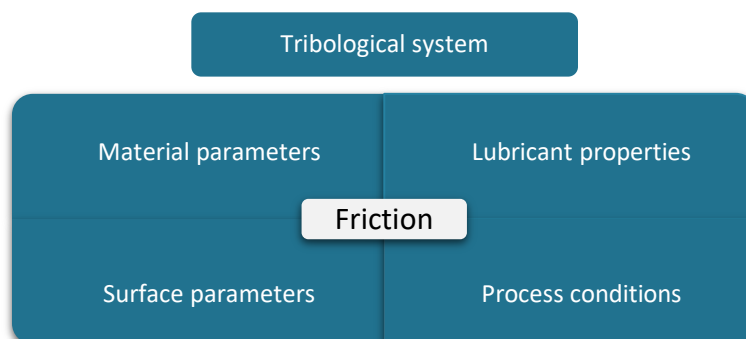 Tribological system
Material parameters
Lubricant properties
Friction
Surface parameters
Process conditions